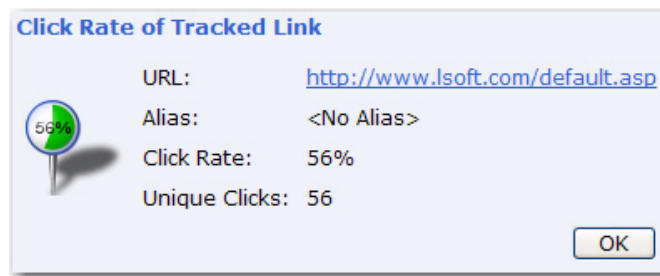 Click Rate of Tracked Link
URL: http://www.lsoft.com/default.asp
56%
Alias: <No Alias>
Click Rate: 56%
Unique Clicks: 56
OK